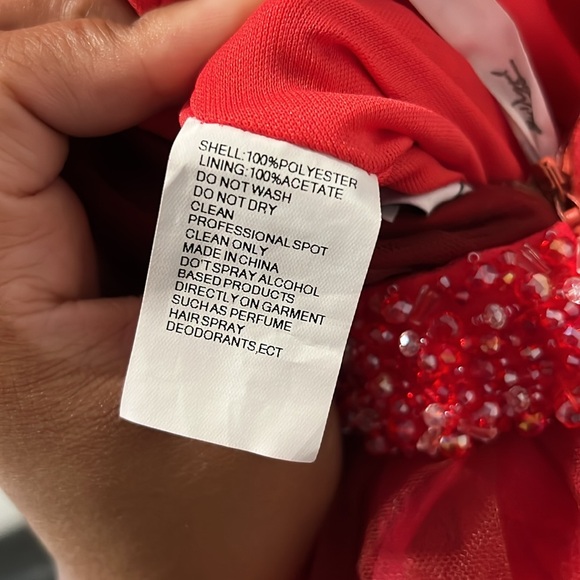 SHELL:100%POLYESTER
LINING:100%ACETATE
DO NOT WASH
DO NOT DRY
CLEAN
PROFESSIONAL SPOT
CLEAN ONLY
MADE IN CHINA
DO'T SPRAY ALCOHOL
BASED PRODUCTS
DIRECTLY ON GARMENT
SUCH AS PERFUME
HAIR SPRAY
DEODORANTS,ECT